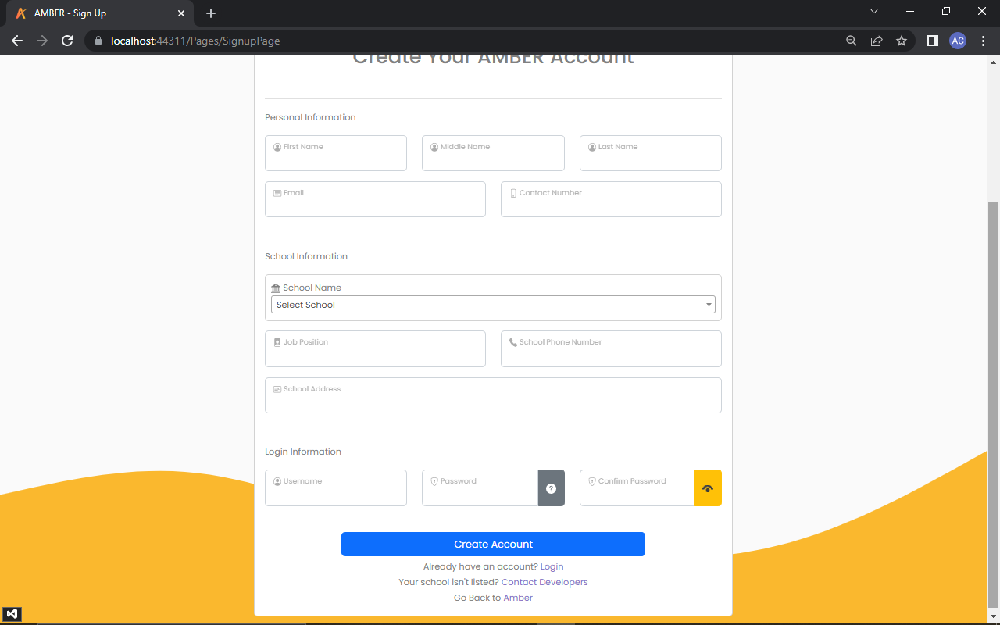 AMBER - Sign Up
localhost:44311/Pages/SignupPage
AC
Create Your AMBER Account
Personal Information
First Name
Middle Name
Last Name
Email
Contact Number
School Information
School Name
Select School
Job Position
School Phone Number
School Address
Login Information
Username
Password
?
Confirm Password
Create Account
Already have an account? Login
Your school isn't listed? Contact Developers
Go Back to Amber